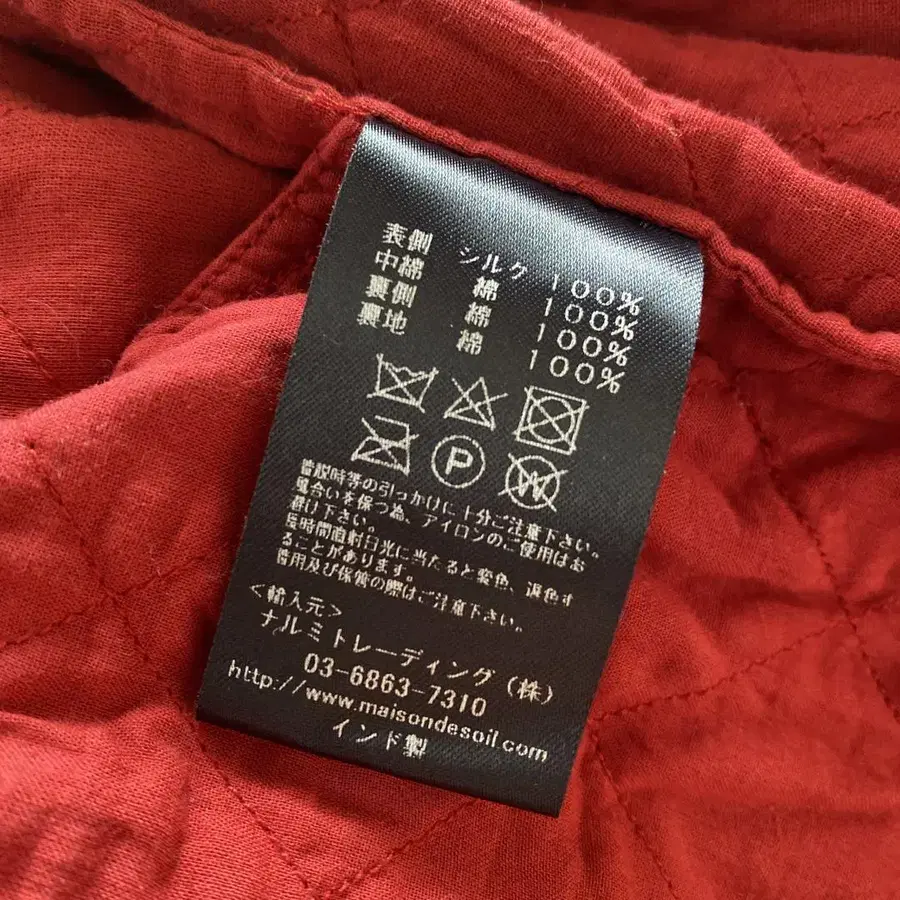 表側 シルク 100%
中綿 綿 100%
裏側 綿 100%
裏地 綿 100%
P
W
着脱時等の引っかけに十分ご注意下さい。
風合いを保つ為、アイロンのご使用はお
避け下さい。
長時間直射日光に当たると変色、退色す
ることがあります。
着用及び保管の際はご注意下さい。
<輸入元>
ナルミトレーディング(株)
03-6863-7310
http://www.maisondesoil.com
インド製